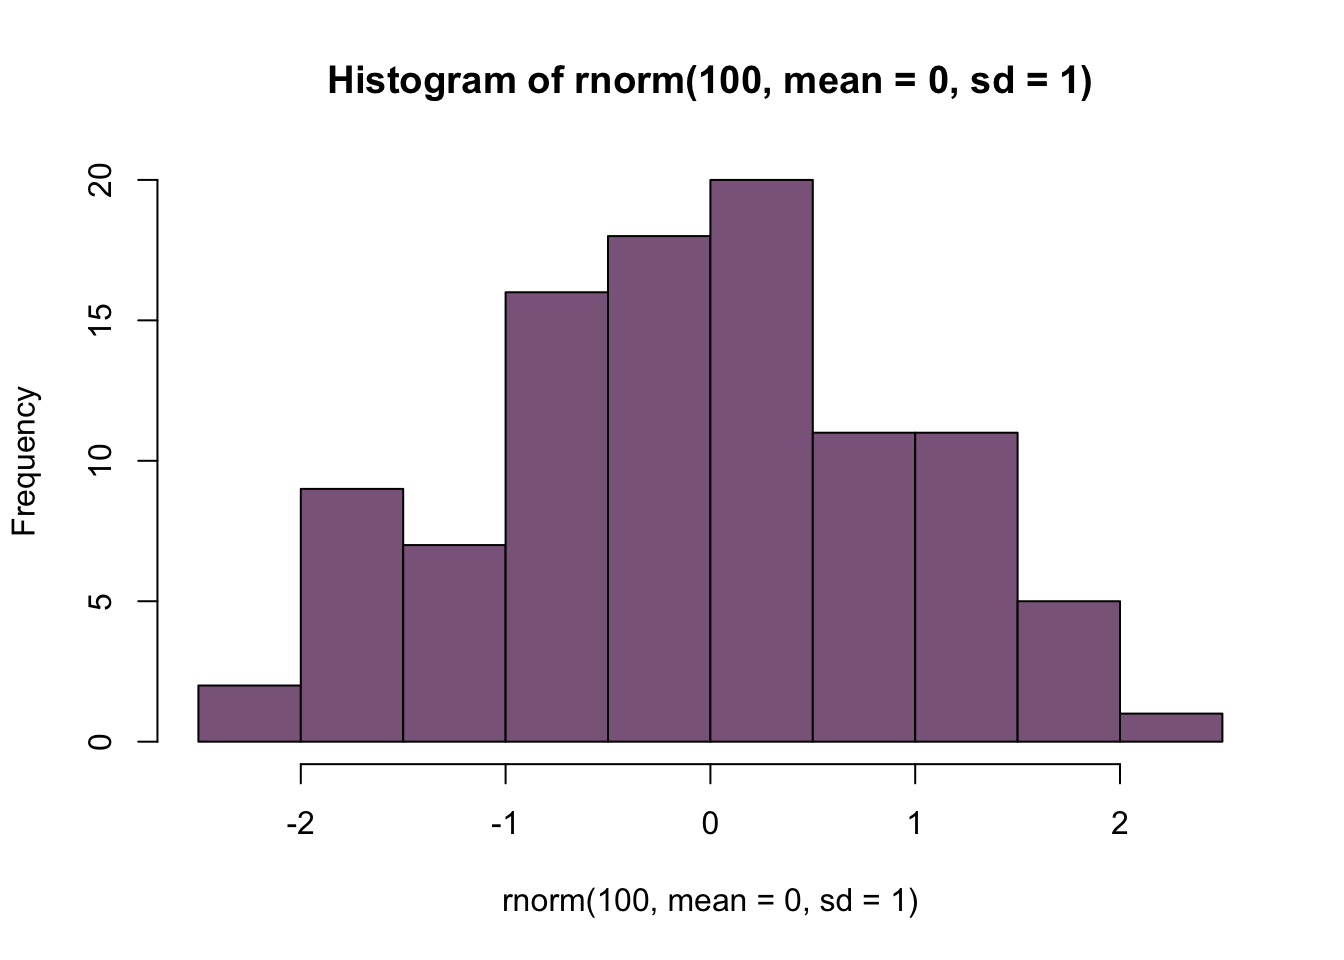 Histogram of rnorm(100, mean = 0, sd = 1)
20
15
10
5
0
Frequency
-2 -1 0 1 2
rnorm(100, mean = 0, sd = 1)